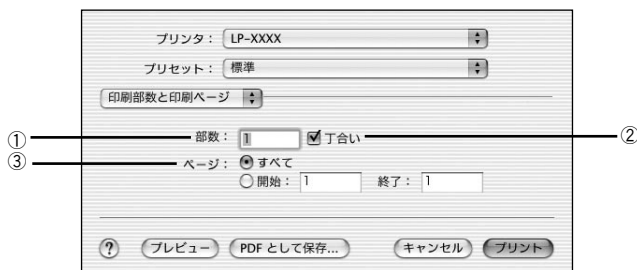 プリンタ： LP-XXXX
プリセット： 標準
印刷部数と印刷ページ
① 部数： 1 丁合い ②
③ ページ： すべて
開始： 1 終了： 1
? プレビュー PDF として保存... キャンセル プリント